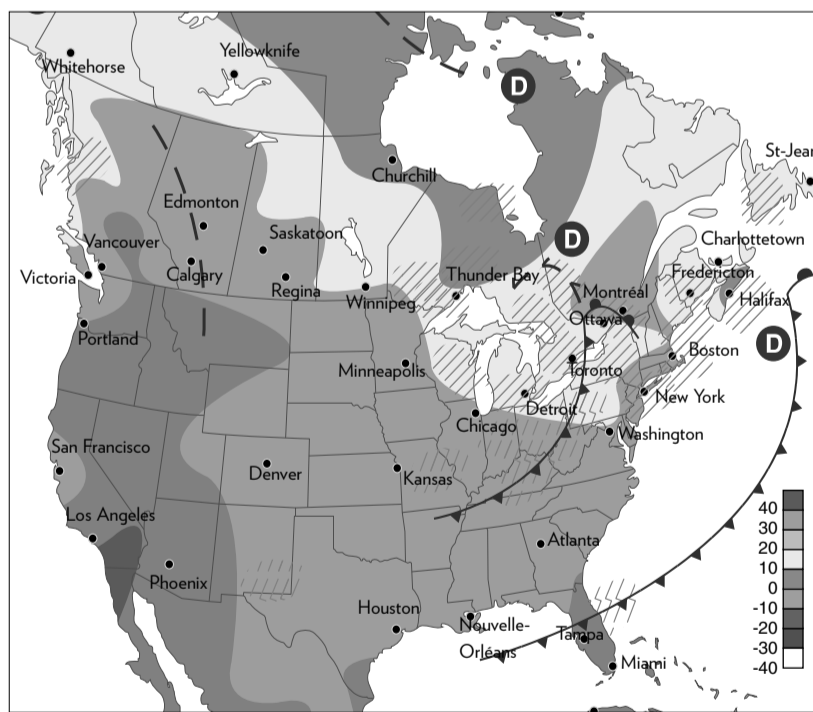 Yellowknife
Whitehorse
D
St-Jean
Churchill
Edmonton
D
Saskatoon
Vancouver
Charlottetown
Victoria
Calgary
Thunder Bay
Fredericton
Regina
Winnipeg
Montréal
Halifax
Ottawa
Portland
D
Boston
Minneapolis
Toronto
New York
Detroit
Chicago
Washington
San Francisco
Denver
Kansas
Los Angeles
Atlanta
Phoenix
Houston
Nouvelle-
Orléans
Tampa
Miami
40
30
20
10
0
-10
-20
-30
-40